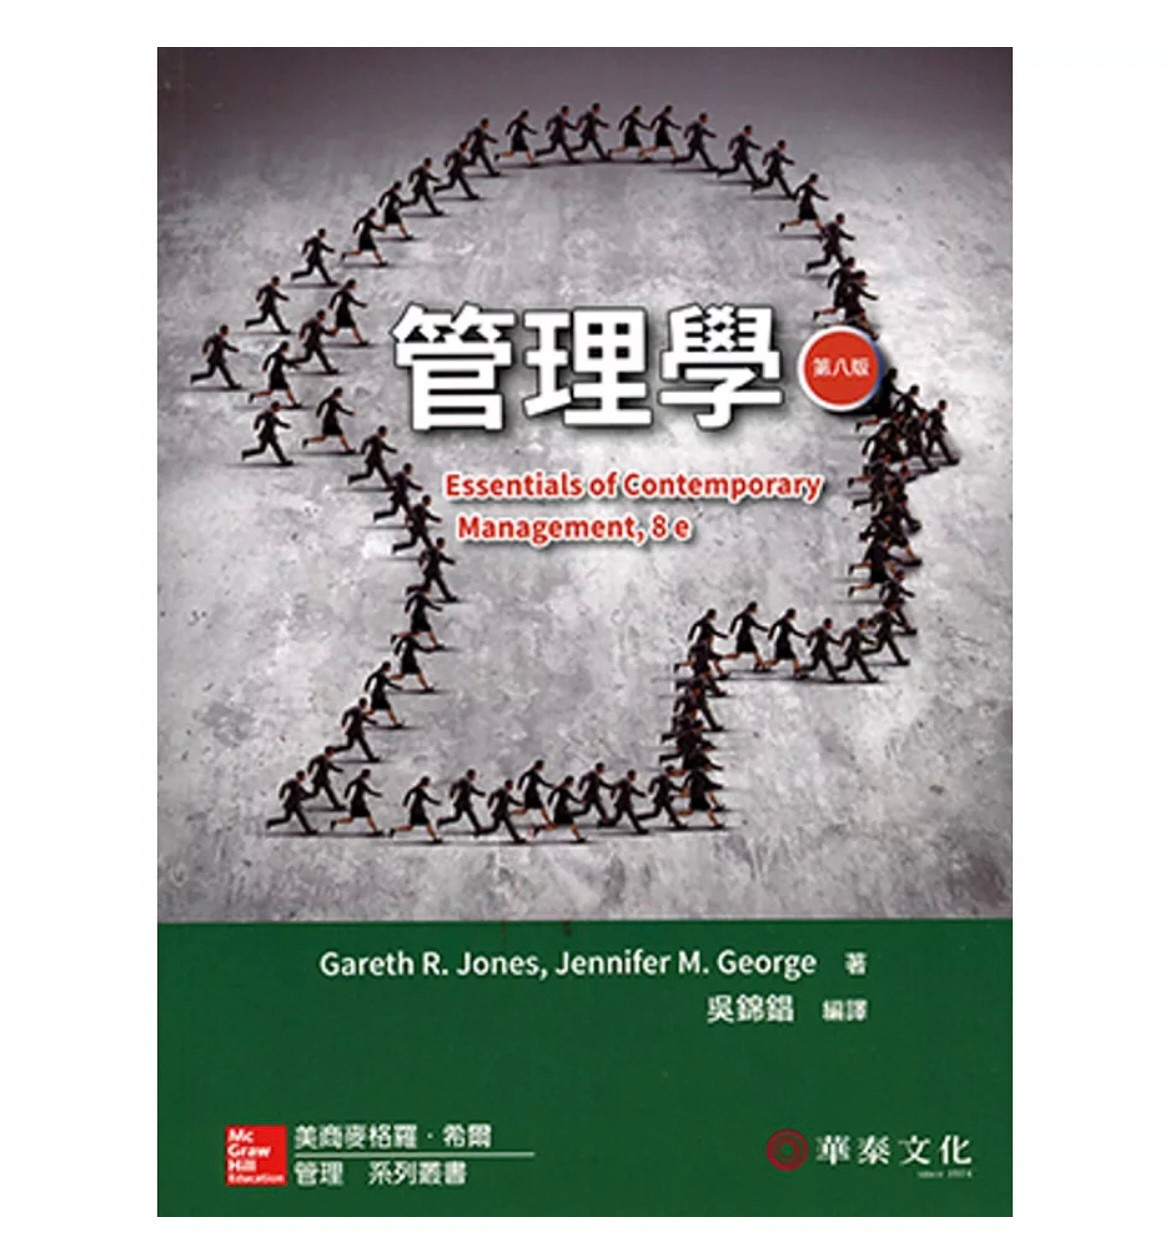 管理學
第八版
Essentials of Contemporary
Management, 8 e
Gareth R. Jones, Jennifer M. George 著
吳錦錩 編譯
Mc
Graw
Hill
Education
美商麥格羅·希爾
管理 系列叢書
華泰文化
since 1974